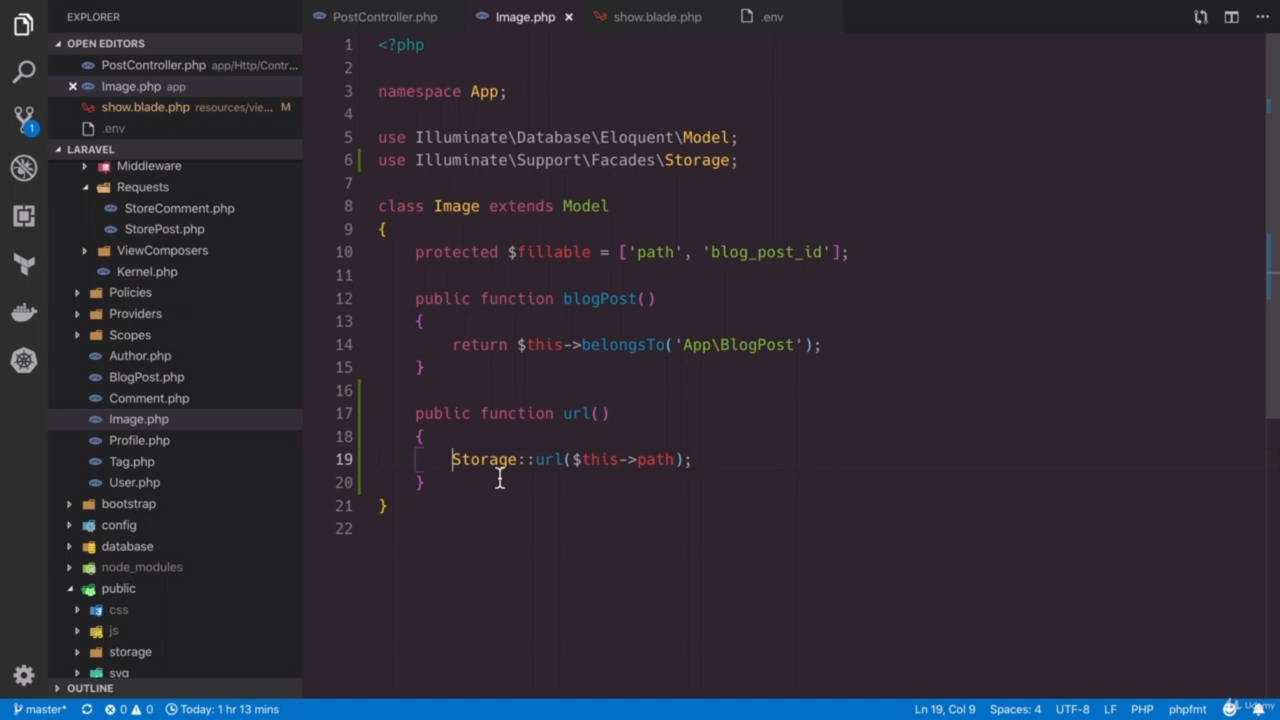 EXPLORER
OPEN EDITORS
PostController.php app/Http/Contr...
Image.php app
show.blade.php resources/vie... M
.env
LARAVEL
Middleware
Requests
StoreComment.php
StorePost.php
ViewComposers
Kernel.php
Policies
Providers
Scopes
Author.php
BlogPost.php
Comment.php
Image.php
Profile.php
Tag.php
User.php
bootstrap
config
database
node_modules
public
css
js
storage
svg
OUTLINE
1
PostController.php Image.php show.blade.php .env
1 <?php
2
3 namespace App;
4
5 use Illuminate\Database\Eloquent\Model;
6 use Illuminate\Support\Facades\Storage;
7
8 class Image extends Model
9 {
10 protected $fillable = ['path', 'blog_post_id'];
11
12 public function blogPost()
13 {
14 return $this->belongsTo('App\BlogPost');
15 }
16
17 public function url()
18 {
19 Storage::url($this->path);
20 }
21 }
22
master* 0 0 Today: 1 hr 13 mins Ln 19, Col 9 Spaces: 4 UTF-8 LF PHP phpfmt
Udemy